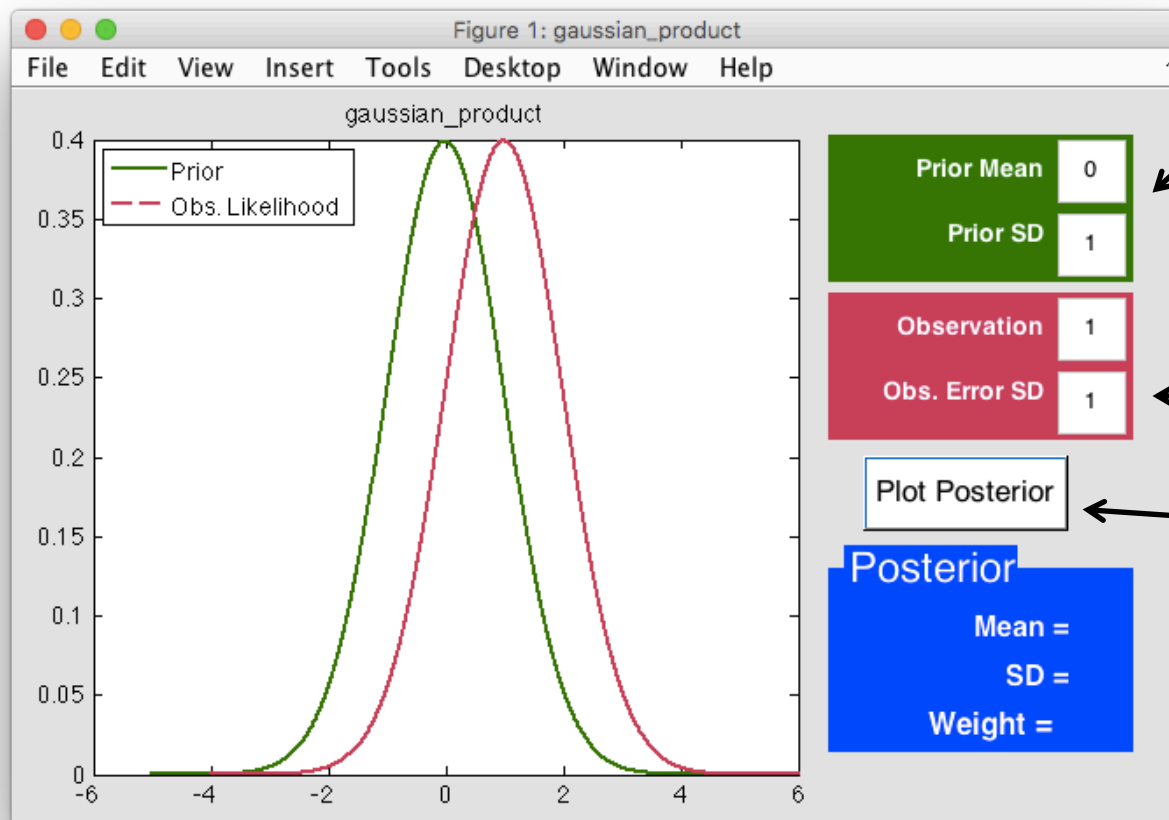 Figure 1: gaussian_product
File Edit View Insert Tools Desktop Window Help
gaussian_product
0.4
0.35
0.3
0.25
0.2
0.15
0.1
0.05
0
-6 -4 -2 0 2 4 6
Prior
Obs. Likelihood
Prior Mean 0
Prior SD 1
Observation 1
Obs. Error SD 1
Plot Posterior
Posterior
Mean =
SD =
Weight =